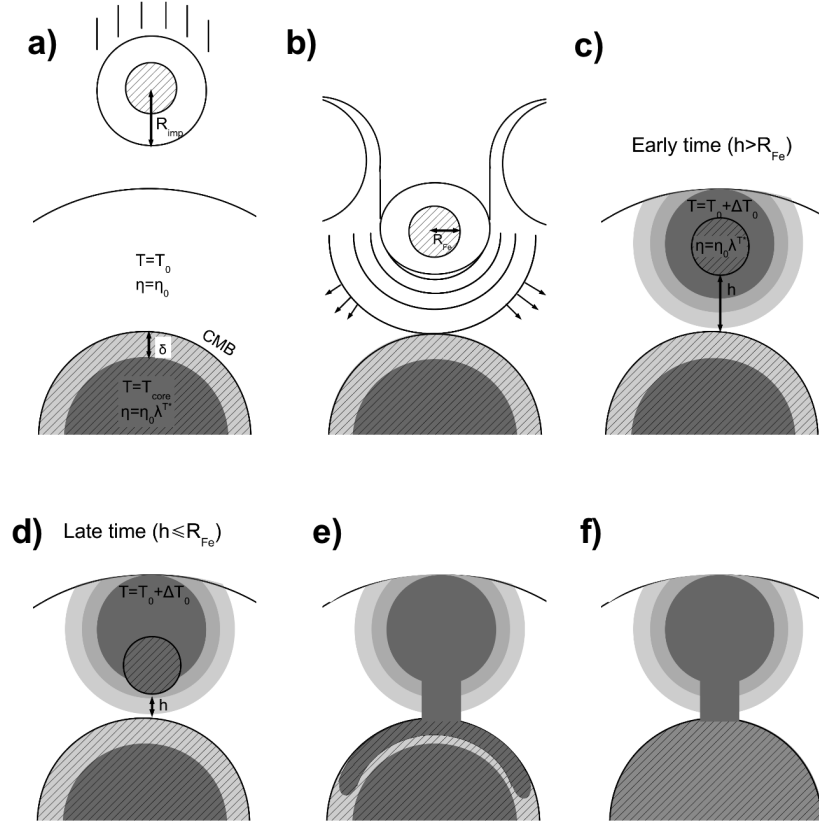 a)
R_imp
T=T_0
η=η_0
δ
CMB
T=T_core
η=η_0λ^T*
b)
R_Fe
c)
Early time (h>R_Fe)
T=T_0+ΔT_0
η=η_0λ^T*
h
d)
Late time (h⩽R_Fe)
T=T_0+ΔT_0
h
e)
f)